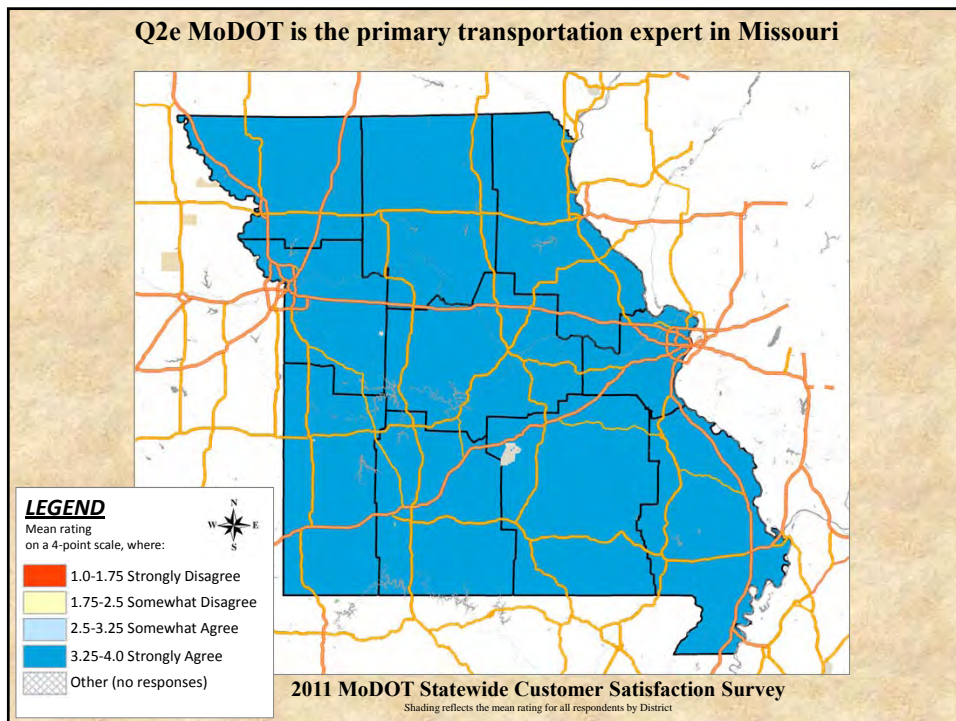 Q2e MoDOT is the primary transportation expert in Missouri
LEGEND
Mean rating
on a 4-point scale, where:
N
W E
S
1.0-1.75 Strongly Disagree
1.75-2.5 Somewhat Disagree
2.5-3.25 Somewhat Agree
3.25-4.0 Strongly Agree
Other (no responses)
2011 MoDOT Statewide Customer Satisfaction Survey
Shading reflects the mean rating for all respondents by District